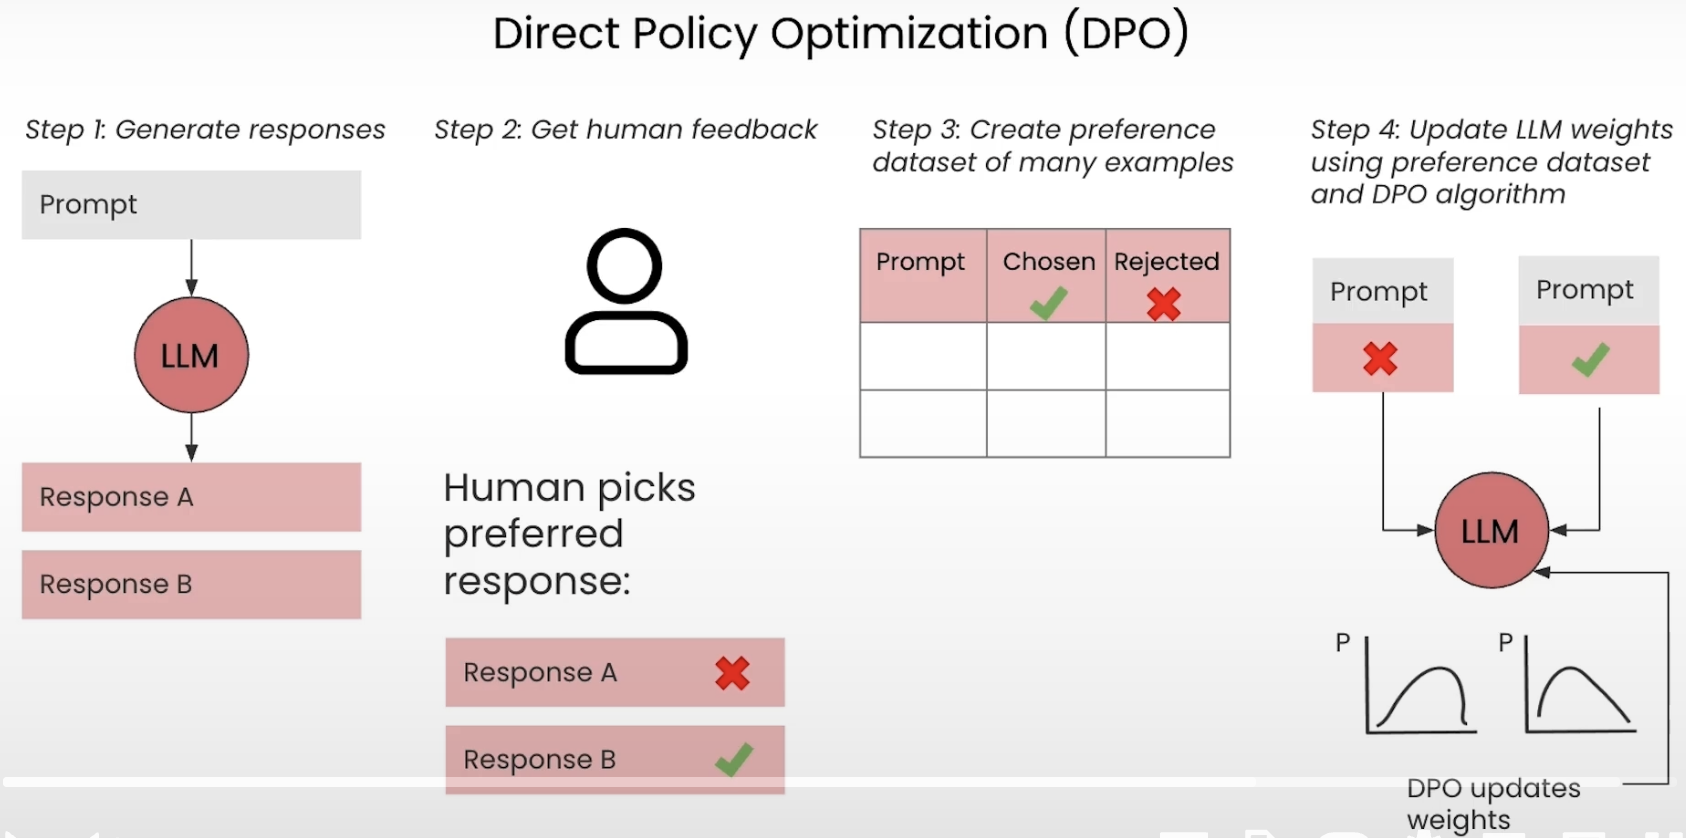 Direct Policy Optimization (DPO)
Step 1: Generate responses
Prompt
LLM
Response A
Response B
Step 2: Get human feedback
Human picks
preferred
response:
Response A
Response B
Step 3: Create preference
dataset of many examples
Prompt Chosen Rejected
Step 4: Update LLM weights
using preference dataset
and DPO algorithm
Prompt Prompt
LLM
P P
DPO updates
weights